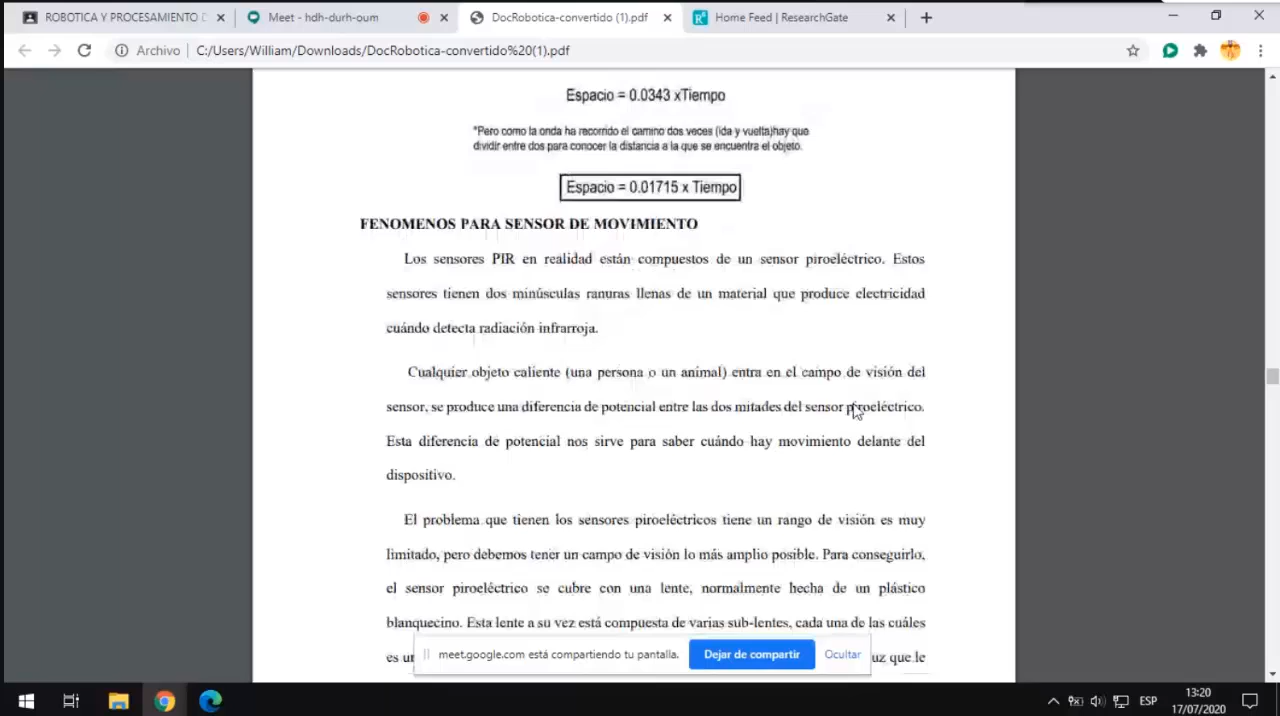 ROBOTICA Y PROCESAMIENTO
Meet - hdh-durh-oum
DocRobotica-convertido (1).pdf
Home Feed | ResearchGate
Archivo
C:/Users/William/Downloads/DocRobotica-convertido%20(1).pdf
Espacio = 0.0343 xTiempo
*Pero como la onda ha recorrido el camino dos veces (ida y vuelta)hay que
dividir entre dos para conocer la distancia a la que se encuentra el objeto.
Espacio = 0.01715 x Tiempo
FENOMENOS PARA SENSOR DE MOVIMIENTO
Los sensores PIR en realidad están compuestos de un sensor piroeléctrico. Estos
sensores tienen dos minúsculas ranuras llenas de un material que produce electricidad
cuándo detecta radiación infrarroja.
Cualquier objeto caliente (una persona o un animal) entra en el campo de visión del
sensor, se produce una diferencia de potencial entre las dos mitades del sensor piroeléctrico.
Esta diferencia de potencial nos sirve para saber cuándo hay movimiento delante del
dispositivo.
El problema que tienen los sensores piroeléctricos tiene un rango de visión es muy
limitado, pero debemos tener un campo de visión lo más amplio posible. Para conseguirlo,
el sensor piroeléctrico se cubre con una lente, normalmente hecha de un plástico
blanquecino. Esta lente a su vez está compuesta de varias sub-lentes, cada una de las cuáles
es que le
meet.google.com está compartiendo tu pantalla.
Dejar de compartir
Ocultar
ESP
13:20
17/07/2020